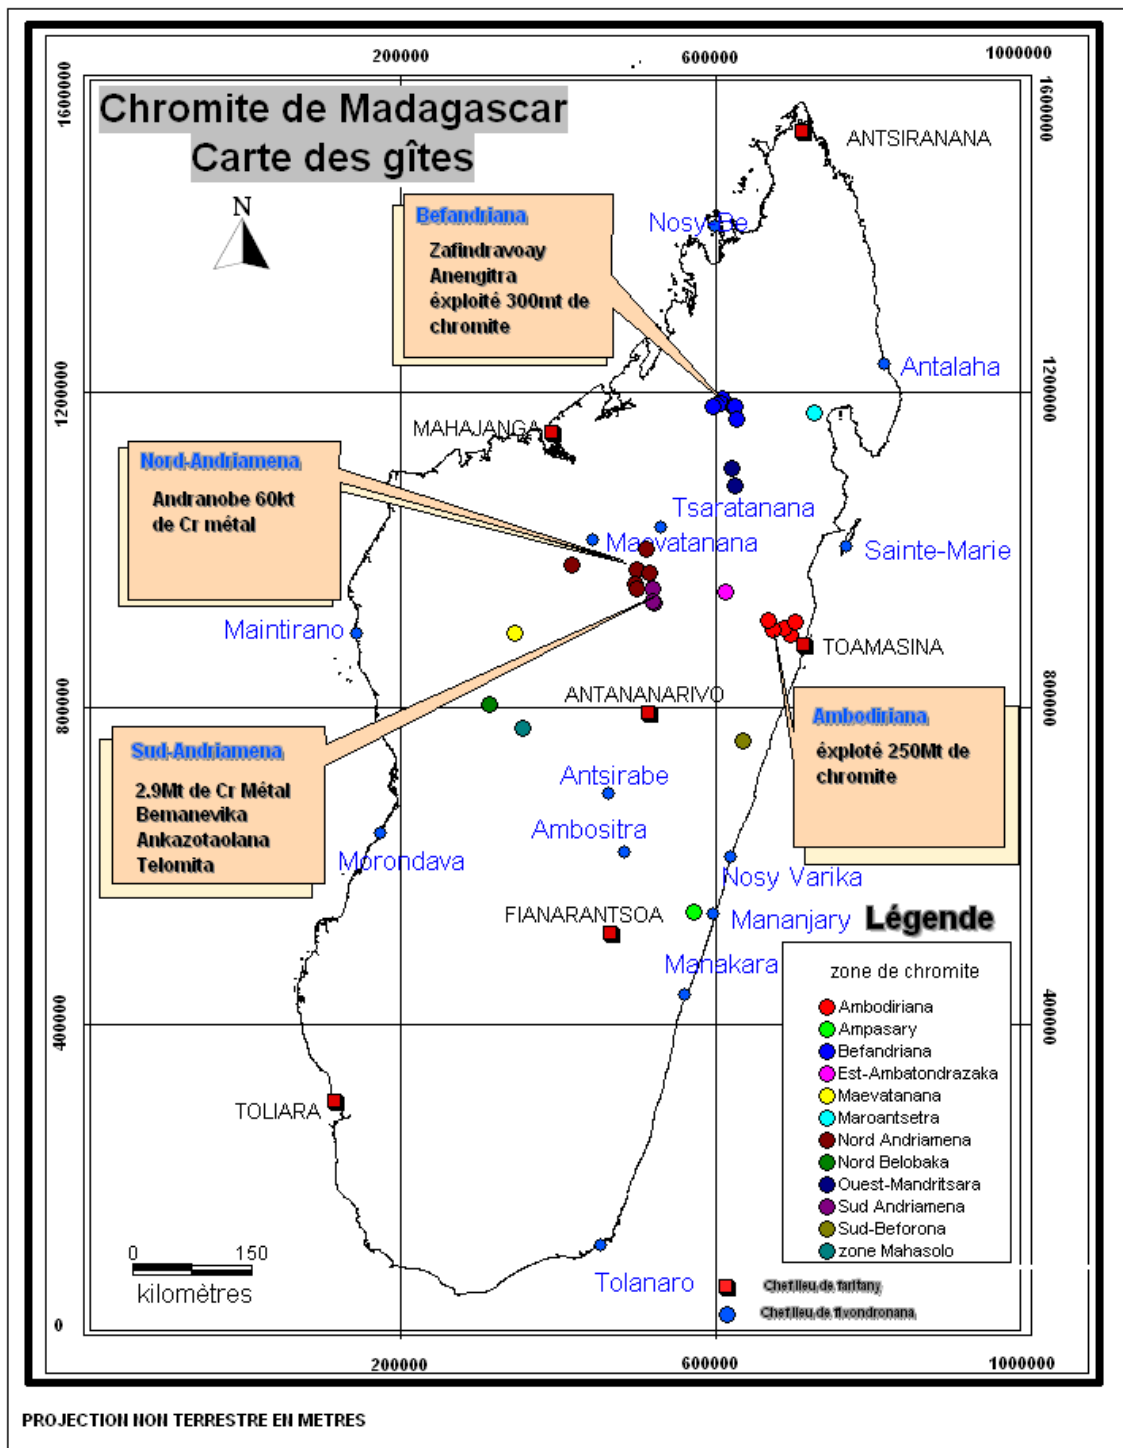 200000
600000
1000000
1600000
1600000
Chromite de Madagascar
Carte des gîtes
ANTSIRANANA
N
Befandriana
Zafindravoay
Anengitra
éxploité 300mt de
chromite
Nosy Be
Antalaha
1200000
1200000
MAHAJANGA
Nord-Andriamena
Andranobe 60kt
de Cr métal
Tsaratanana
Maevatanana
Sainte-Marie
Maintirano
TOAMASINA
ANTANANARIVO
800000
800000
Ambodiriana
éxploté 250Mt de
chromite
Sud-Andriamena
2.9Mt de Cr Métal
Bemanevika
Ankazotaolana
Telomita
Antsirabe
Ambositra
Morondava
Nosy Varika
FIANARANTSOA
Mananjary
Manakara
Légende
zone de chromite
Ambodiriana
Ampasary
Befandriana
Est-Ambatondrazaka
Maevatanana
Maroantsetra
Nord Andriamena
Nord Belobaka
Ouest-Mandritsara
Sud Andriamena
Sud-Beforona
zone Mahasolo
400000
400000
TOLIARA
0 150
kilomètres
Tolanaro
Chef lieu de faritany
Chef lieu de fivondronana
0
0
200000
600000
1000000
PROJECTION NON TERRESTRE EN METRES